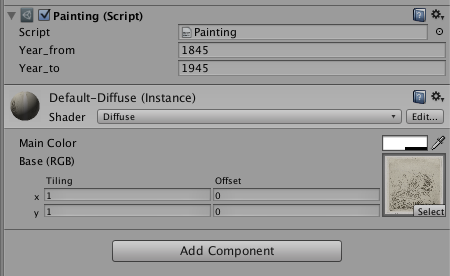 Painting (Script)
Script Painting
Year_from 1845
Year_to 1945
Default-Diffuse (Instance)
Shader Diffuse Edit...
Main Color
Base (RGB)
Tiling Offset
x 1 0
y 1 0
Select
Add Component